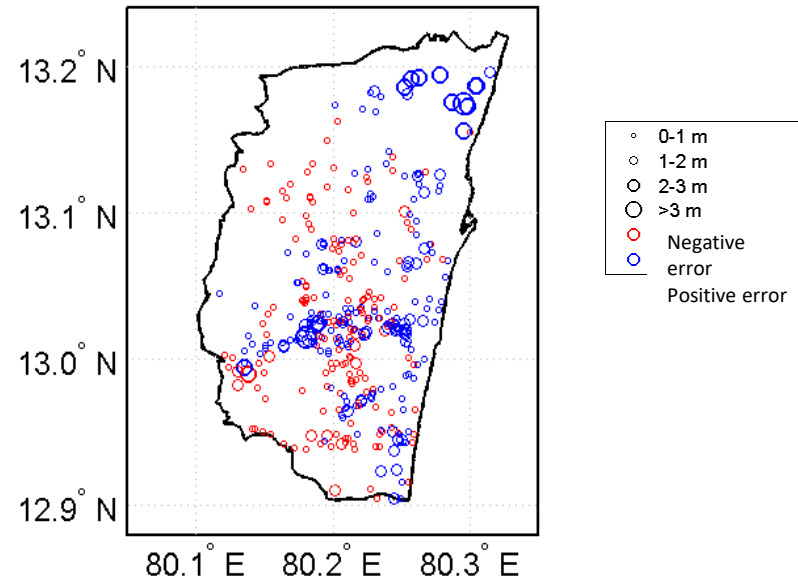 13.2° N
13.1° N
13.0° N
12.9° N
80.1° E
80.2° E
80.3° E
0-1 m
1-2 m
2-3 m
>3 m
Negative
error
Positive error